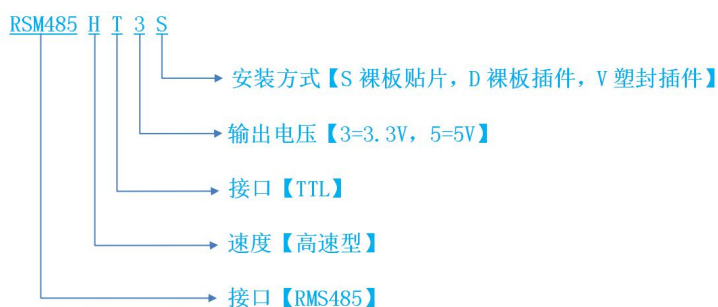 RSM485 H T 3 S
安装方式【S 裸板贴片，D 裸板插件，V 塑封插件】
输出电压【3=3.3V，5=5V】
接口【TTL】
速度【高速型】
接口【RMS485】